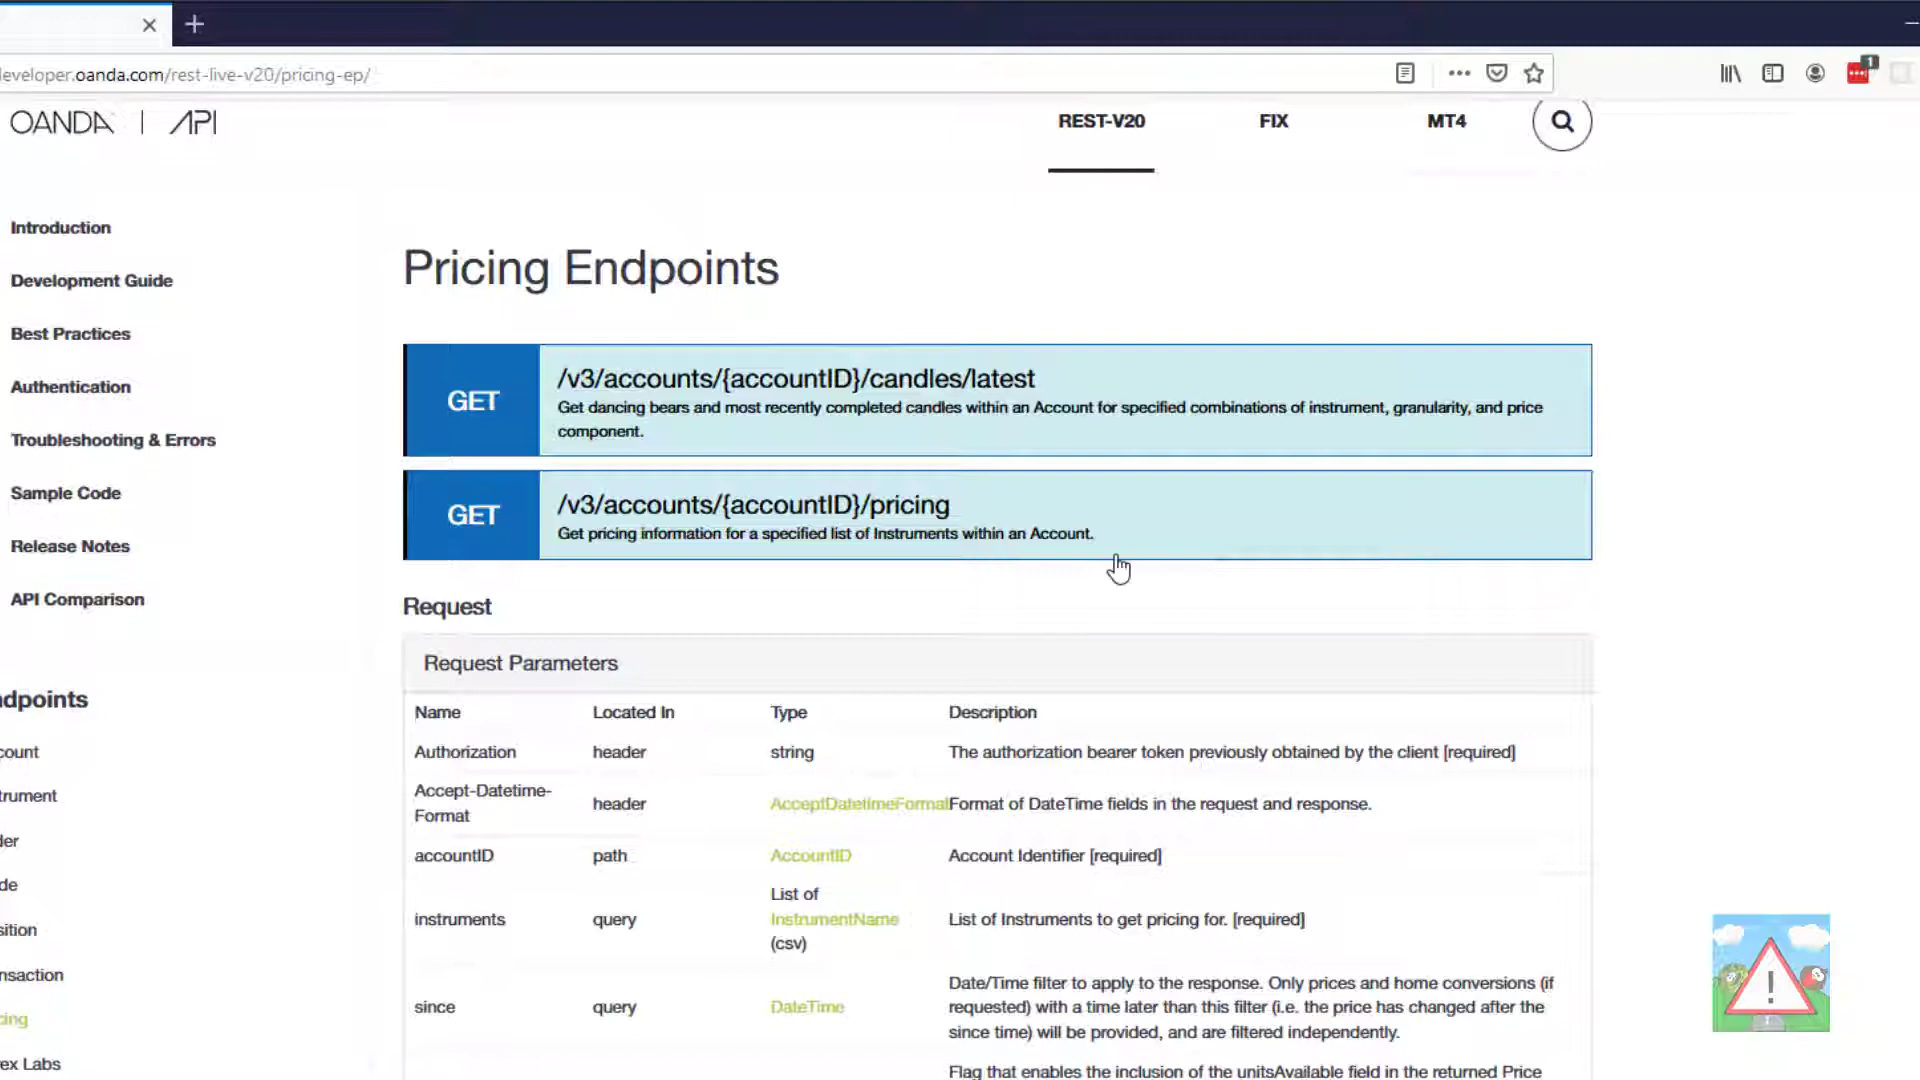 eveloper.oanda.com/rest-live-v20/pricing-ep/
1
OANDA | API
REST-V20
FIX
MT4
Introduction
Development Guide
Best Practices
Authentication
Troubleshooting & Errors
Sample Code
Release Notes
API Comparison
dpoints
count
trument
der
de
sition
nsaction
cing
ex Labs
Pricing Endpoints
GET
/v3/accounts/{accountID}/candles/latest
Get dancing bears and most recently completed candles within an Account for specified combinations of instrument, granularity, and price
component.
GET
/v3/accounts/{accountID}/pricing
Get pricing information for a specified list of Instruments within an Account.
Request
Request Parameters
Name Located In Type Description
Authorization header string The authorization bearer token previously obtained by the client [required]
Accept-Datetime-
Format header AcceptDatetimeFormat Format of DateTime fields in the request and response.
accountID path AccountID Account Identifier [required]
instruments query List of
InstrumentName
(csv) List of Instruments to get pricing for. [required]
since query DateTime Date/Time filter to apply to the response. Only prices and home conversions (if
requested) with a time later than this filter (i.e. the price has changed after the
since time) will be provided, and are filtered independently.
Flag that enables the inclusion of the unitsAvailable field in the returned Price